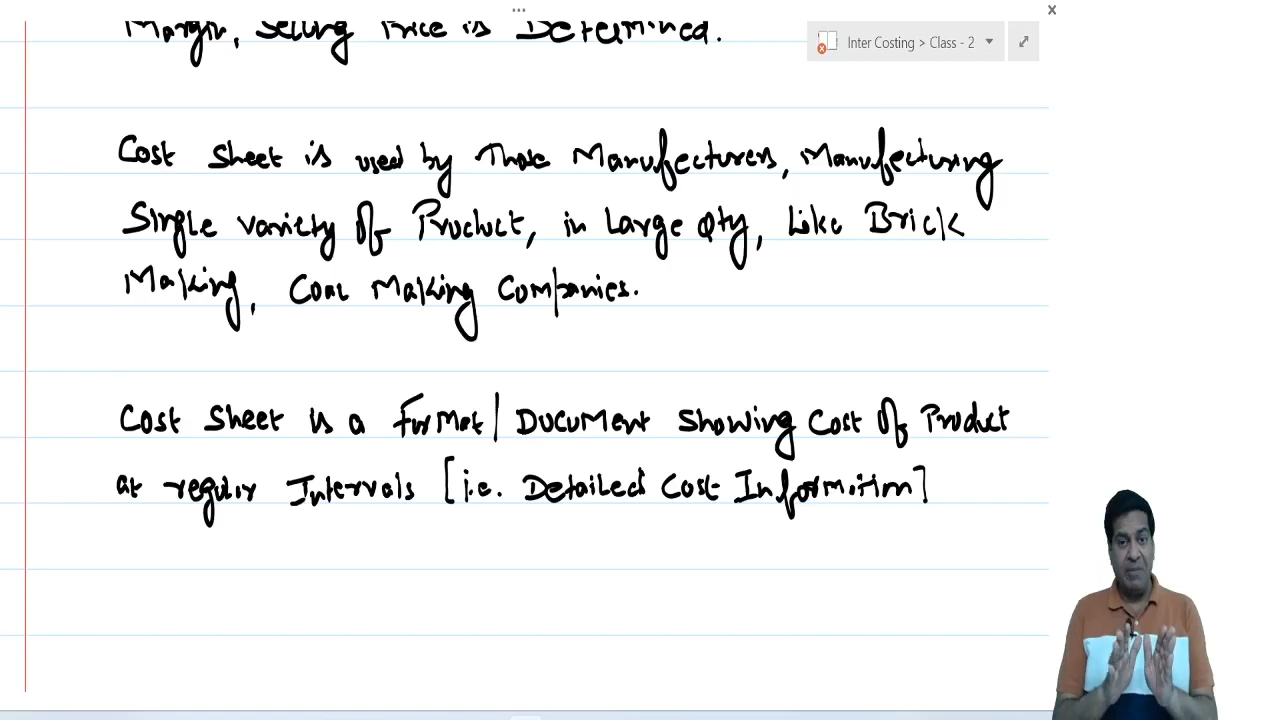 Margin, Selling Price is Determined.
Inter Costing > Class - 2
Cost Sheet is used by Those Manufecturers, Manufecturing
Single Variety Of Product, in Large Qty, Like Brick
Making, Coal Making Companies.
Cost Sheet is a Format/Document Showing Cost Of Product
at regular Intervals [i.e. Detailed Cost Information]